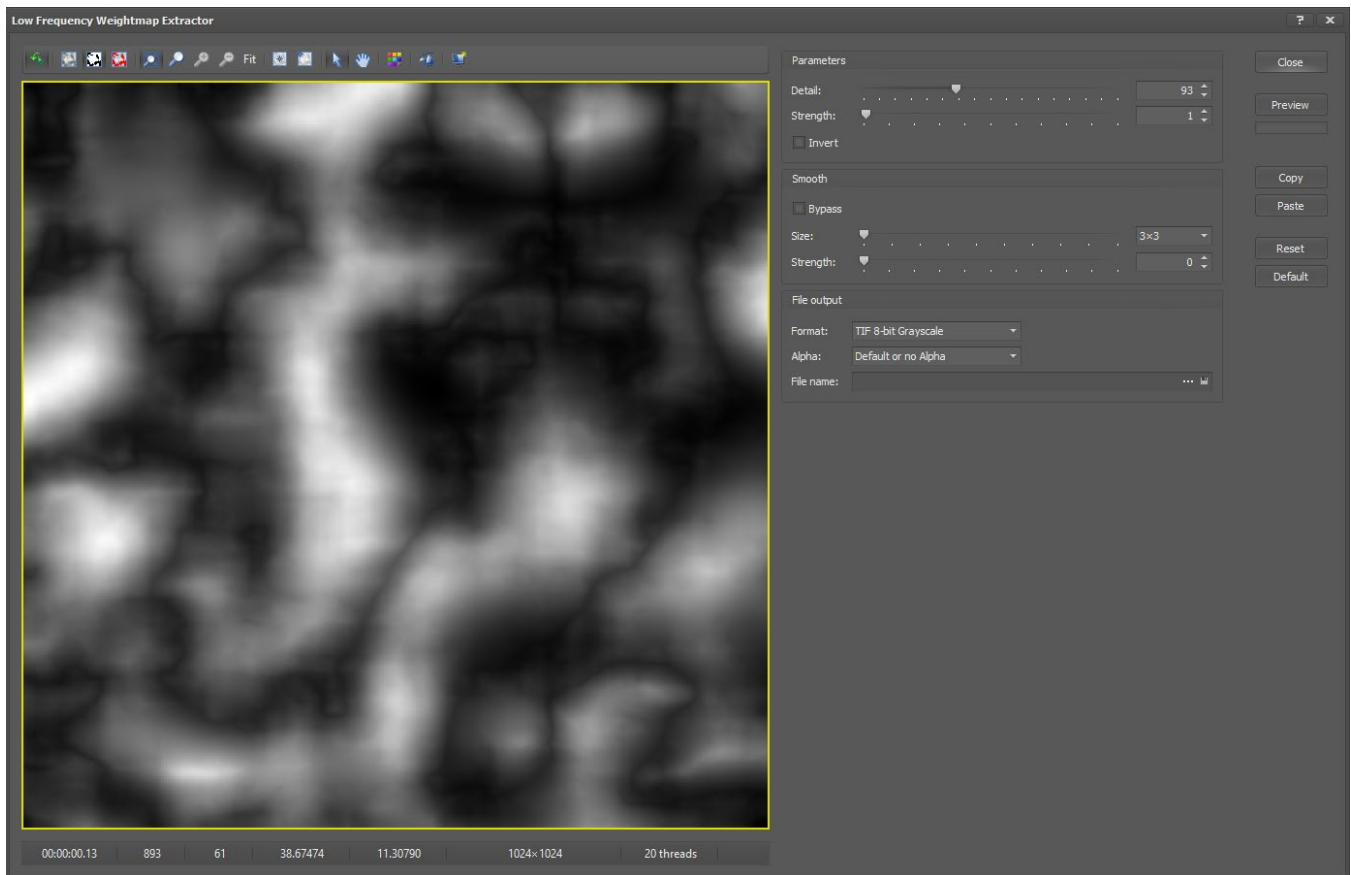 Low Frequency Weightmap Extractor
?
Fit
Parameters
Detail:
93
Strength:
1
Invert
Smooth
Bypass
Size:
3×3
Strength:
0
File output
Format:
TIF 8-bit Grayscale
Alpha:
Default or no Alpha
File name:
...
Close
Preview
Copy
Paste
Reset
Default
00:00:00.13
893
61
38.67474
11.30790
1024×1024
20 threads